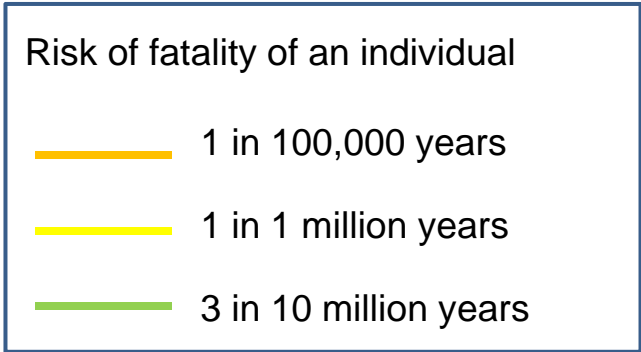 Risk of fatality of an individual
1 in 100,000 years
1 in 1 million years
3 in 10 million years